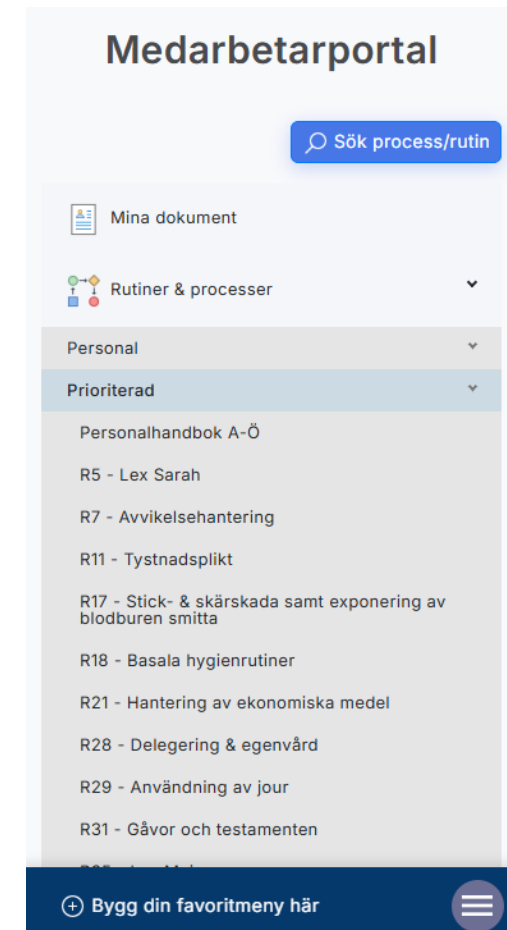 Medarbetarportal
Sök process/rutin
Mina dokument
Rutiner & processer
Personal
Prioriterad
Personalhandbok A-Ö
R5 - Lex Sarah
R7 - Avvikelsehantering
R11 - Tystnadsplikt
R17 - Stick- & skärskada samt exponering av
blodburen smitta
R18 - Basala hygienrutiner
R21 - Hantering av ekonomiska medel
R28 - Delegering & egenvård
R29 - Användning av jour
R31 - Gåvor och testamenten
Bygg din favoritmeny här